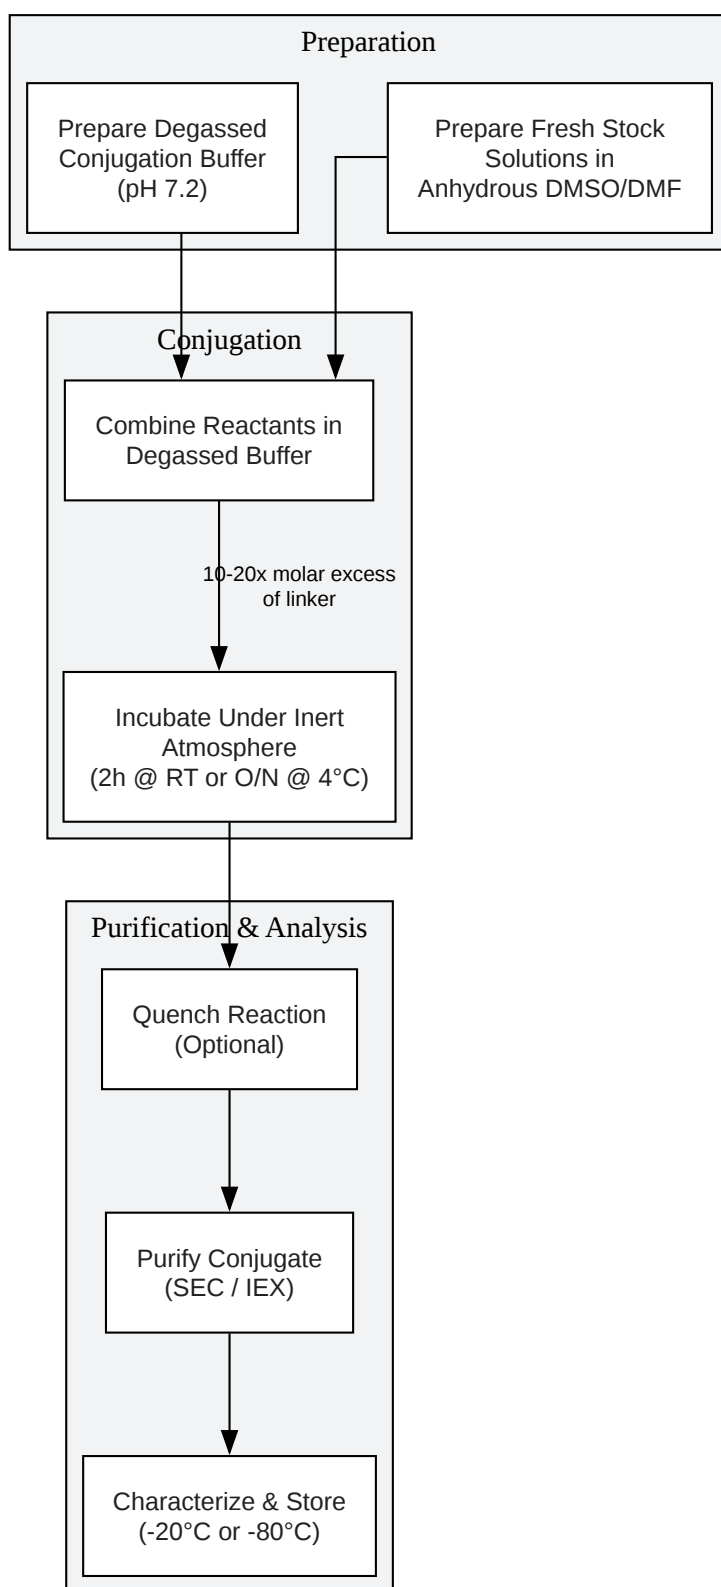 Preparation
Prepare Degassed
Conjugation Buffer
(pH 7.2)
Prepare Fresh Stock
Solutions in
Anhydrous DMSO/DMF
Conjugation
Combine Reactants in
Degassed Buffer
10-20x molar excess
of linker
Incubate Under Inert
Atmosphere
(2h @ RT or O/N @ 4°C)
Purification & Analysis
Quench Reaction
(Optional)
Purify Conjugate
(SEC / IEX)
Characterize & Store
(-20°C or -80°C)